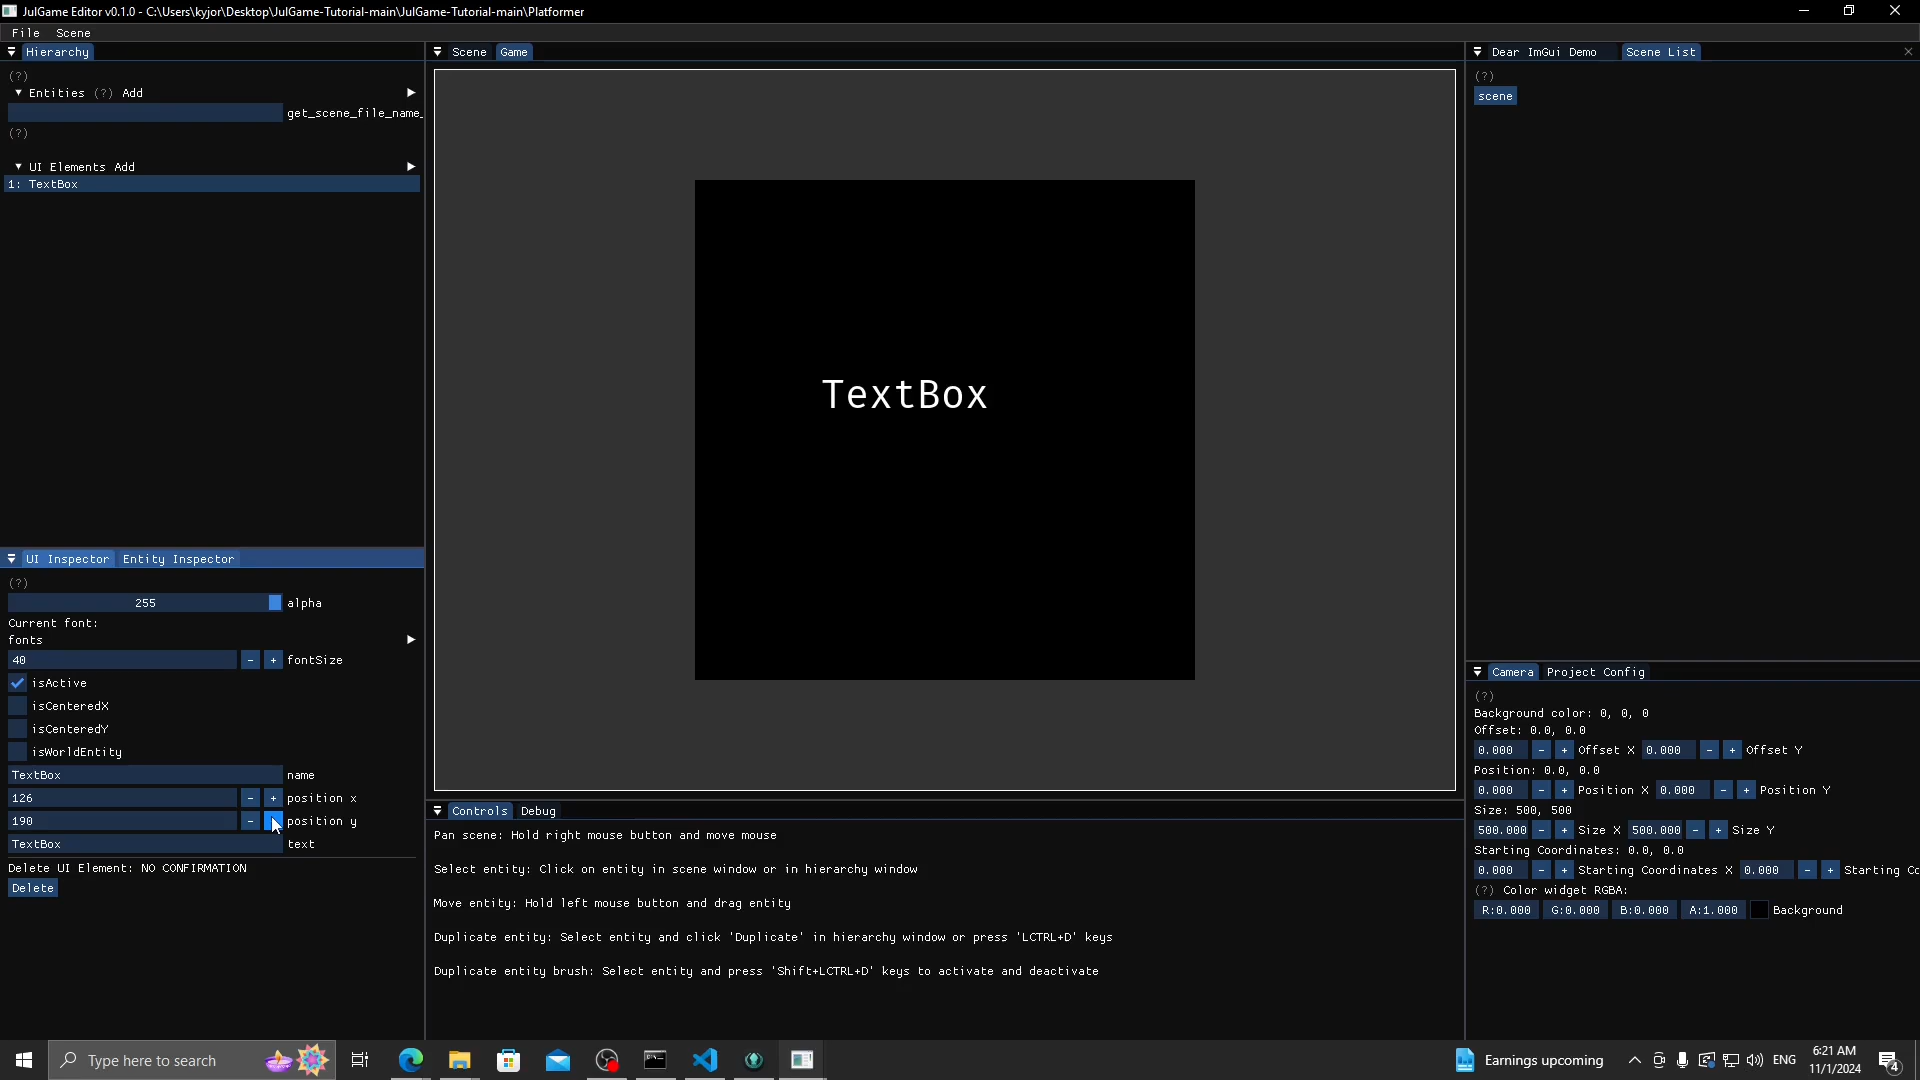 JulGame Editor v0.1.0 - C:\Users\kyjor\Desktop\JulGame-Tutorial-main\JulGame-Tutorial-main\Platformer
File Scene
Hierarchy
(?)
Entities (?) Add
get_scene_file_name_
(?)
UI Elements Add
1: TextBox
Scene Game
TextBox
Dear ImGui Demo Scene List
(?)
scene
UI Inspector Entity Inspector
(?)
255 alpha
Current font:
fonts
40 - + fontSize
isActive
isCenteredX
isCenteredY
isWorldEntity
TextBox name
126 - + position x
190 - position y
TextBox text
Delete UI Element: NO CONFIRMATION
Delete
Controls Debug
Pan scene: Hold right mouse button and move mouse
Select entity: Click on entity in scene window or in hierarchy window
Move entity: Hold left mouse button and drag entity
Duplicate entity: Select entity and click 'Duplicate' in hierarchy window or press 'LCTRL+D' keys
Duplicate entity brush: Select entity and press 'Shift+LCTRL+D' keys to activate and deactivate
Camera Project Config
(?)
Background color: 0, 0, 0
Offset: 0.0, 0.0
0.000 - + Offset X 0.000 - + Offset Y
Position: 0.0, 0.0
0.000 - + Position X 0.000 - + Position Y
Size: 500, 500
500.000 - + Size X 500.000 - + Size Y
Starting Coordinates: 0.0, 0.0
0.000 - + Starting Coordinates X 0.000 - + Starting Co
(?) Color widget RGBA:
R:0.000 G:0.000 B:0.000 A:1.000 Background
Type here to search
Earnings upcoming
ENG
6:21 AM
11/1/2024
4